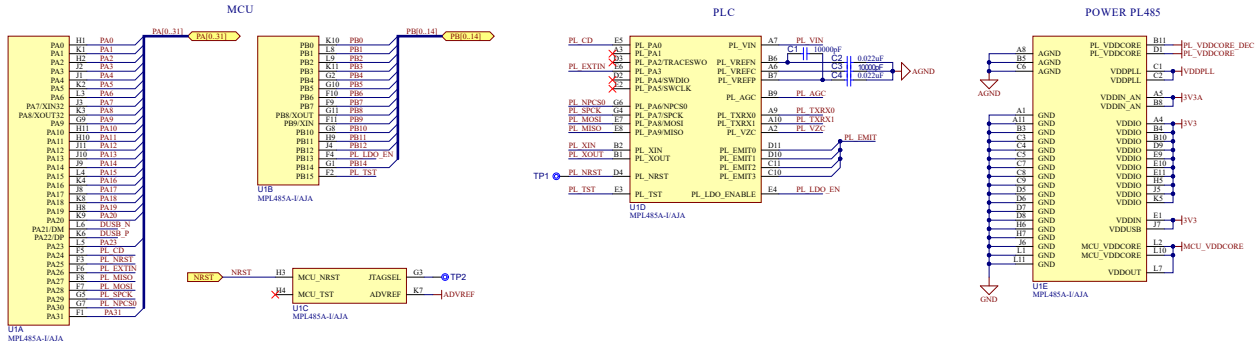 MCU
PLC
POWER PL485
PA[0..31]
PA[0..31]
PA0 H1 PA0
PA1 K1 PA1
PA2 H2 PA2
PA3 J2 PA3
PA4 J1 PA4
PA5 K2 PA5
PA6 L3 PA6
PA7/XIN32 J3 PA7
PA8/XOUT32 K3 PA8
PA9 G9 PA9
PA10 H11 PA10
PA11 H10 PA11
PA12 J11 PA12
PA13 J10 PA13
PA14 J9 PA14
PA15 L4 PA15
PA16 K4 PA16
PA17 J8 PA17
PA18 K8 PA18
PA19 H8 PA19
PA20 K9 PA20
PA21/DM L6 DUSB_N
PA22/DP K6 DUSB_P
PA23 L5 PA23
PA24 F5 PL_CD
PA25 F3 PL_NRST
PA26 F6 PL_EXTIN
PA27 F8 PL_MISO
PA28 F7 PL_MOSI
PA29 G5 PL_SPCK
PA30 G7 PL_NPCS0
PA31 F1 PA31
U1A
MPL485A-I/AJA
PB[0..14]
PB[0..14]
PB0 K10 PB0
PB1 L8 PB1
PB2 L9 PB2
PB3 K11 PB3
PB4 G2 PB4
PB5 G10 PB5
PB6 F10 PB6
PB7 F9 PB7
PB8/XOUT G11 PB8
PB9/XIN F11 PB9
PB10 G8 PB10
PB11 H9 PB11
PB12 J4 PB12
PB13 F4 PL_LDO_EN
PB14 G1 PB14
PB15 F2 PL_TST
U1B
MPL485A-I/AJA
NRST
NRST H3 MCU_NRST
H4 MCU_TST
JTAGSEL G3 TP2
ADVREF K7 ADVREF
U1C
MPL485A-I/AJA
PL_CD E5 PL_PA0
A3 PL_PA1
D3 PL_PA2/TRACESWO
PL_EXTIN E6 PL_PA3
D2 PL_PA4/SWDIO
E2 PL_PA5/SWCLK
PL_NPCS0 G6 PL_PA6/NPCS0
PL_SPCK G4 PL_PA7/SPCK
PL_MOSI E7 PL_PA8/MOSI
PL_MISO E8 PL_PA9/MISO
PL_XIN B2 PL_XIN
PL_XOUT B1 PL_XOUT
TP1 PL_NRST D4 PL_NRST
PL_TST E3 PL_TST
PL_VIN A7 PL_VIN
PL_VREFN B6
PL_VREFC A6
PL_VREFP B7
C1 10000pF
C2 0.022uF
C3 10000pF
C4 0.022uF
AGND
PL_AGC B9 PL_AGC
PL_TXRX0 A9 PL_TXRX0
PL_TXRX1 A10 PL_TXRX1
PL_VZC A2 PL_VZC
PL_EMIT
PL_EMIT0 D11
PL_EMIT1 D10
PL_EMIT2 C11
PL_EMIT3 C10
PL_LDO_ENABLE E4 PL_LDO_EN
U1D
MPL485A-I/AJA
A8 AGND
B5 AGND
C6 AGND
AGND
A1 GND
A11 GND
B3 GND
C3 GND
C4 GND
C5 GND
C7 GND
C8 GND
C9 GND
D5 GND
D6 GND
D7 GND
D8 GND
H6 GND
H7 GND
J6 GND
L1 GND
L11 GND
GND
PL_VDDCORE B11 PL_VDDCORE_DEC
PL_VDDCORE D1 PL_VDDCORE
VDDPLL C1 VDDPLL
VDDPLL C2
VDDIN_AN A5 3V3A
VDDIN_AN B8
VDDIO A4 3V3
VDDIO B4
VDDIO B10
VDDIO D9
VDDIO E9
VDDIO E10
VDDIO E11
VDDIO H5
VDDIO J5
VDDIO K5
VDDIN E1 3V3
VDDUSB J7
MCU_VDDCORE L2 MCU_VDDCORE
MCU_VDDCORE L10
VDDOUT L7
U1E
MPL485A-I/AJA